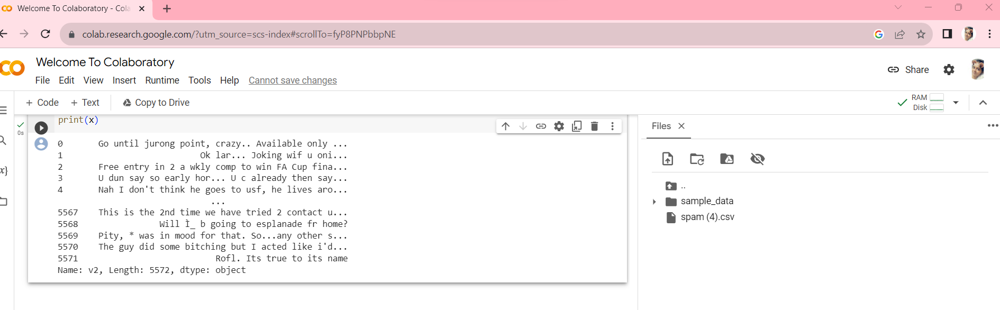 Welcome To Colaboratory - Cola
colab.research.google.com/?utm_source=scs-index#scrollTo=fyP8PNPbbpNE
Welcome To Colaboratory
Share
File Edit View Insert Runtime Tools Help Cannot save changes
+ Code + Text Copy to Drive
RAM
Disk
print(x)
0s
Files
0 Go until jurong point, crazy.. Available only ...
1 Ok lar... Joking wif u oni...
2 Free entry in 2 a wkly comp to win FA Cup fina...
3 U dun say so early hor... U c already then say...
4 Nah I don't think he goes to usf, he lives aro...
...
5567 This is the 2nd time we have tried 2 contact u...
5568 Will Ì_ b going to esplanade fr home?
5569 Pity, * was in mood for that. So...any other s...
5570 The guy did some bitching but I acted like i'd...
5571 Rofl. Its true to its name
Name: v2, Length: 5572, dtype: object
..
sample_data
spam (4).csv
{x}